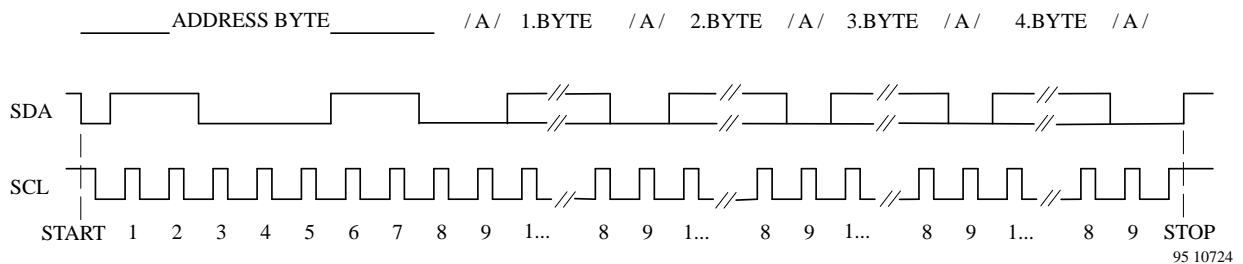 ADDRESS BYTE / A / 1.BYTE / A / 2.BYTE / A / 3.BYTE / A / 4.BYTE / A /
SDA
SCL
START 1 2 3 4 5 6 7 8 9 1... 8 9 1... 8 9 1... 8 9 1... 8 9 STOP
95 10724